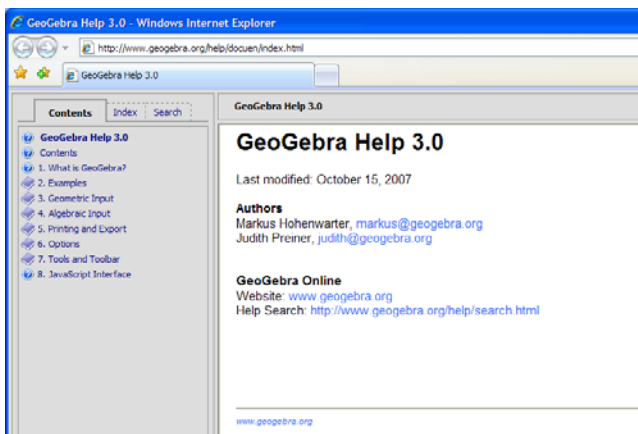 GeoGebra Help 3.0 - Windows Internet Explorer
http://www.geogebra.org/help/docuen/index.html
GeoGebra Help 3.0
Contents Index Search
GeoGebra Help 3.0
Contents
1. What is GeoGebra?
2. Examples
3. Geometric Input
4. Algebraic Input
5. Printing and Export
6. Options
7. Tools and Toolbar
8. JavaScript Interface
GeoGebra Help 3.0
GeoGebra Help 3.0
Last modified: October 15, 2007
Authors
Markus Hohenwarter, markus@geogebra.org
Judith Preiner, judith@geogebra.org
GeoGebra Online
Website: www.geogebra.org
Help Search: http://www.geogebra.org/help/search.html
www.geogebra.org